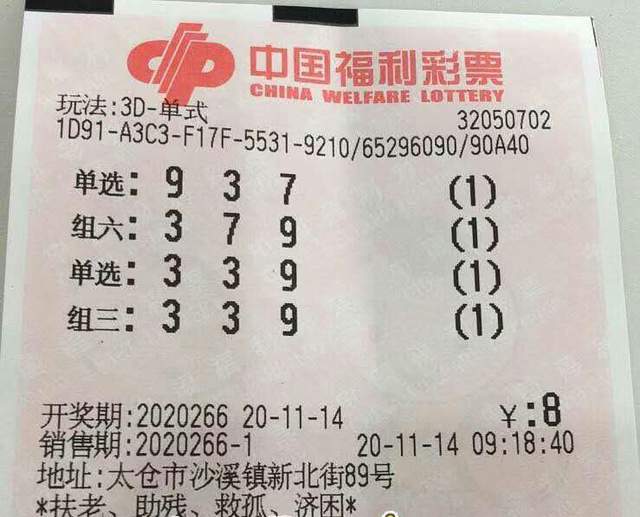 中国福利彩票
CHINA WELFARE LOTTERY
玩法:3D-单式 32050702
1D91-A3C3-F17F-5531-9210/65296090/90A40
单选: 9 3 7 (1)
组六: 3 7 9 (1)
单选: 3 3 9 (1)
组三: 3 3 9 (1)
开奖期:2020266 20-11-14 ¥:8
销售期:2020266-1 20-11-14 09:18:40
地址:太仓市沙溪镇新北街89号
*扶老、助残、救孤、济困*